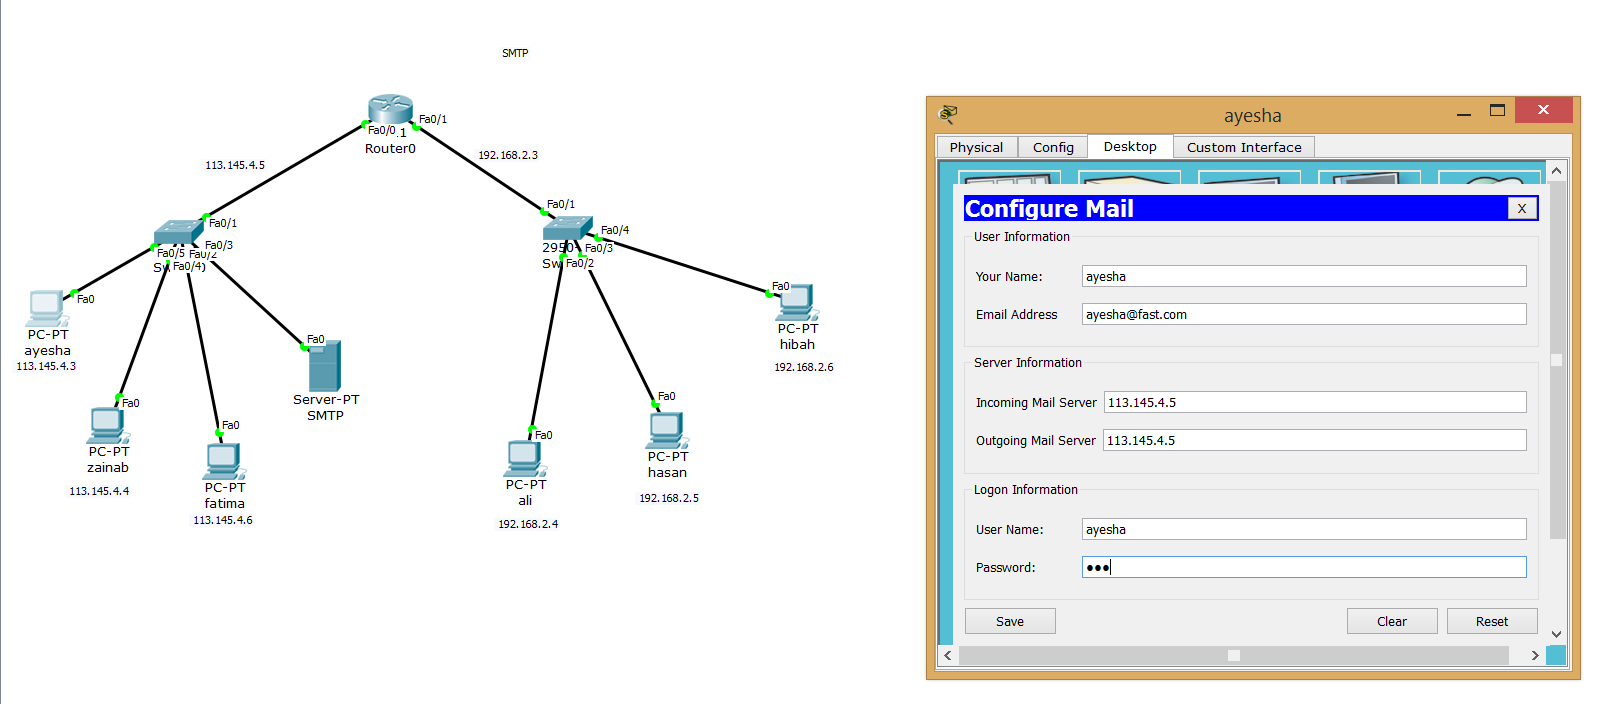 SMTP
Fa0/0
.1
Fa0/1
Router0
113.145.4.5
192.168.2.3
Fa0/1
Fa0/3
Fa0/5
Fa0/2
Fa0/4
Fa0/1
Fa0/4
2950-
Fa0/3
Sw
Fa0/2
Fa0
PC-PT
ayesha
113.145.4.3
Fa0
PC-PT
zainab
113.145.4.4
Fa0
PC-PT
fatima
113.145.4.6
Fa0
Server-PT
SMTP
Fa0
PC-PT
ali
192.168.2.4
Fa0
PC-PT
hasan
192.168.2.5
Fa0
PC-PT
hibah
192.168.2.6
ayesha
Physical Config Desktop Custom Interface
Configure Mail X
User Information
Your Name: ayesha
Email Address ayesha@fast.com
Server Information
Incoming Mail Server 113.145.4.5
Outgoing Mail Server 113.145.4.5
Logon Information
User Name: ayesha
Password: ●●●
Save Clear Reset